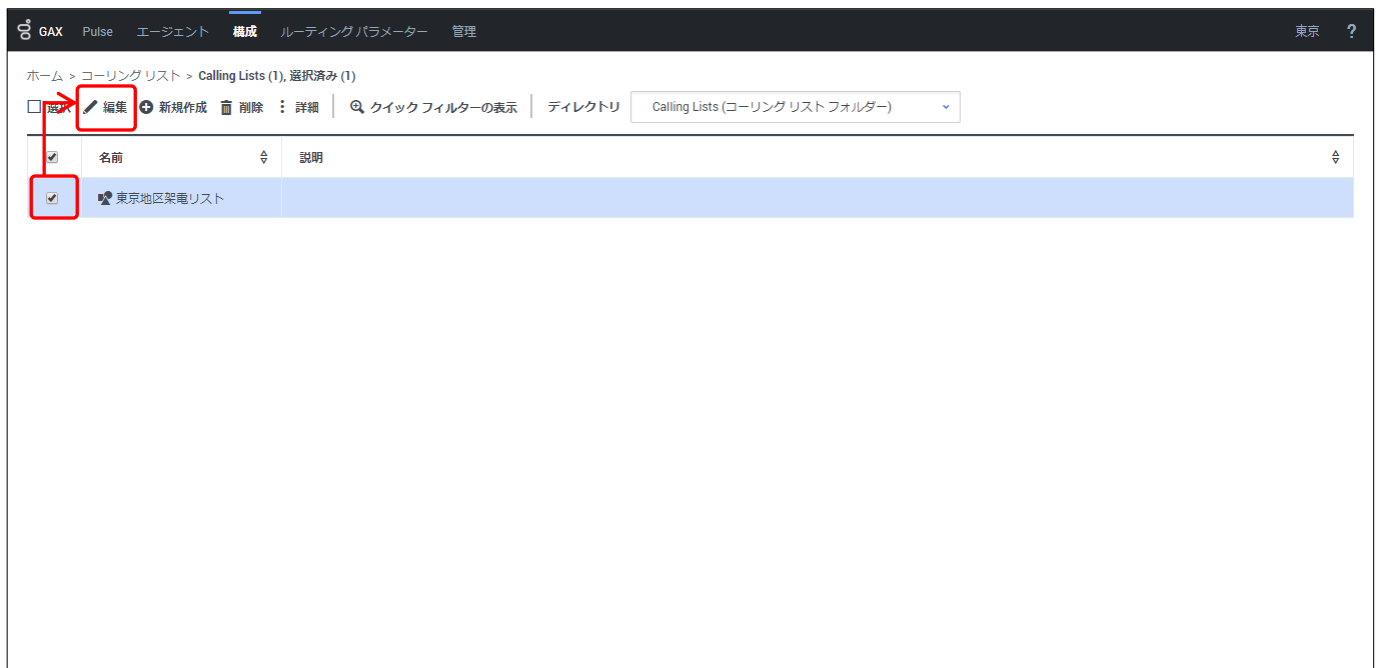 GAX Pulse エージェント 構成 ルーティング パラメーター 管理 東京 ?
ホーム > コーリング リスト > Calling Lists (1), 選択済み (1)
選択 編集 新規作成 削除 詳細 クイック フィルターの表示 ディレクトリ Calling Lists (コーリング リスト フォルダー)
名前 説明
東京地区架電リスト